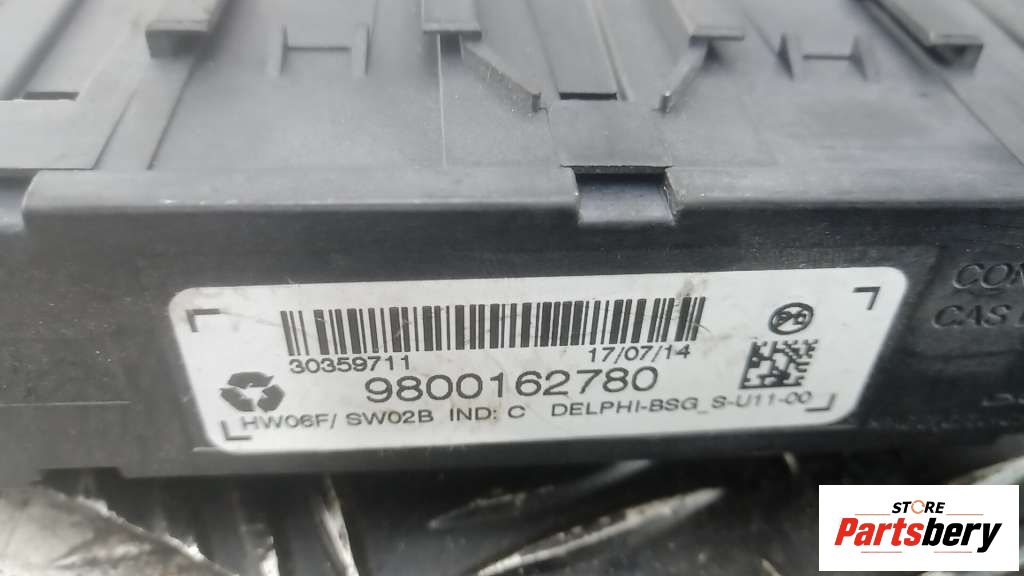 CON
CAS
30359711
17/07/14
9800162780
HW06F/ SW02B IND: C DELPHI-BSG_S-U11-00
STORE
Partsbery